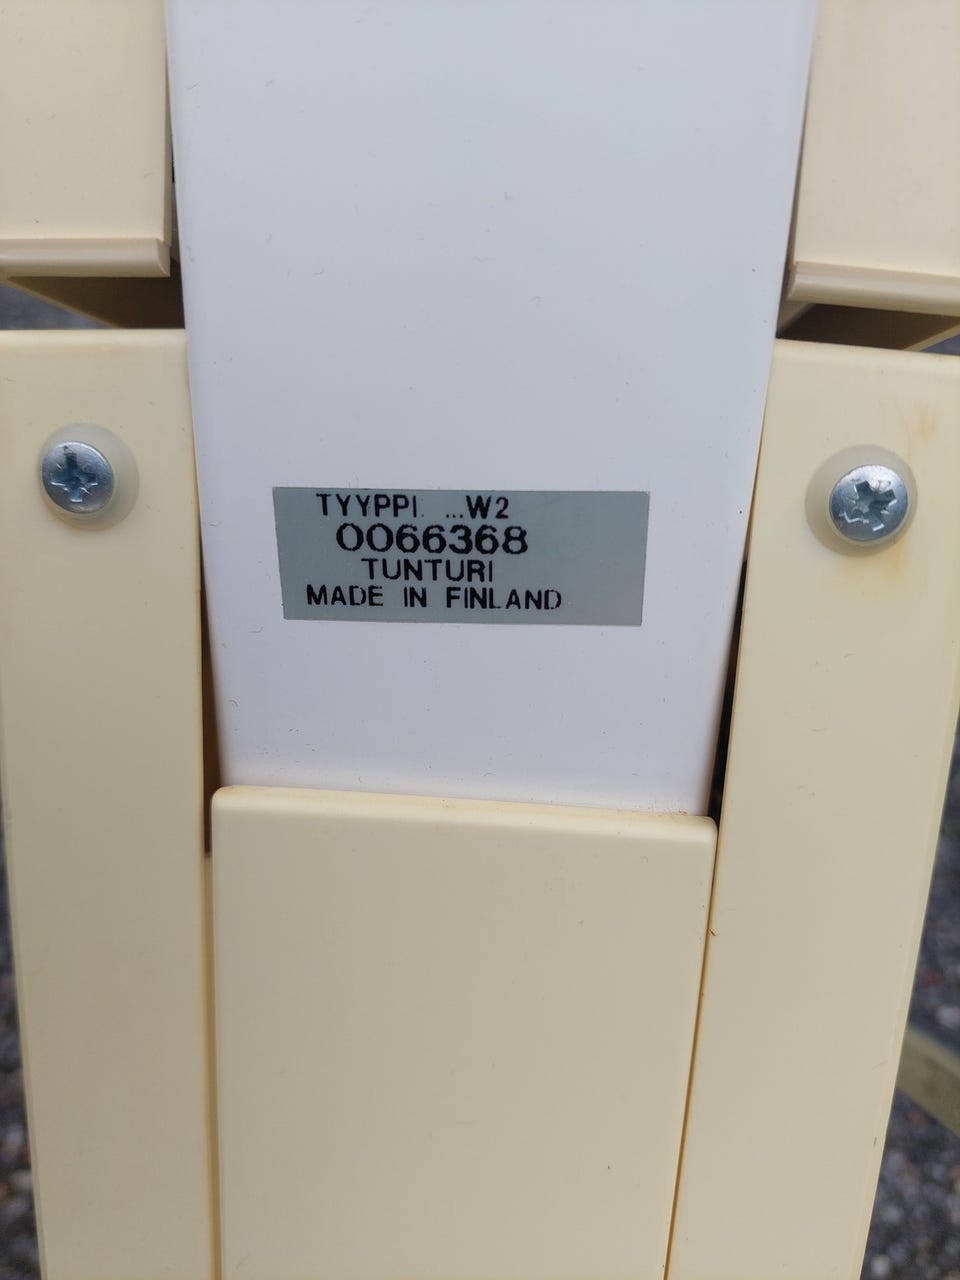 TYYPPI ...W2
0066368
TUNTURI
MADE IN FINLAND